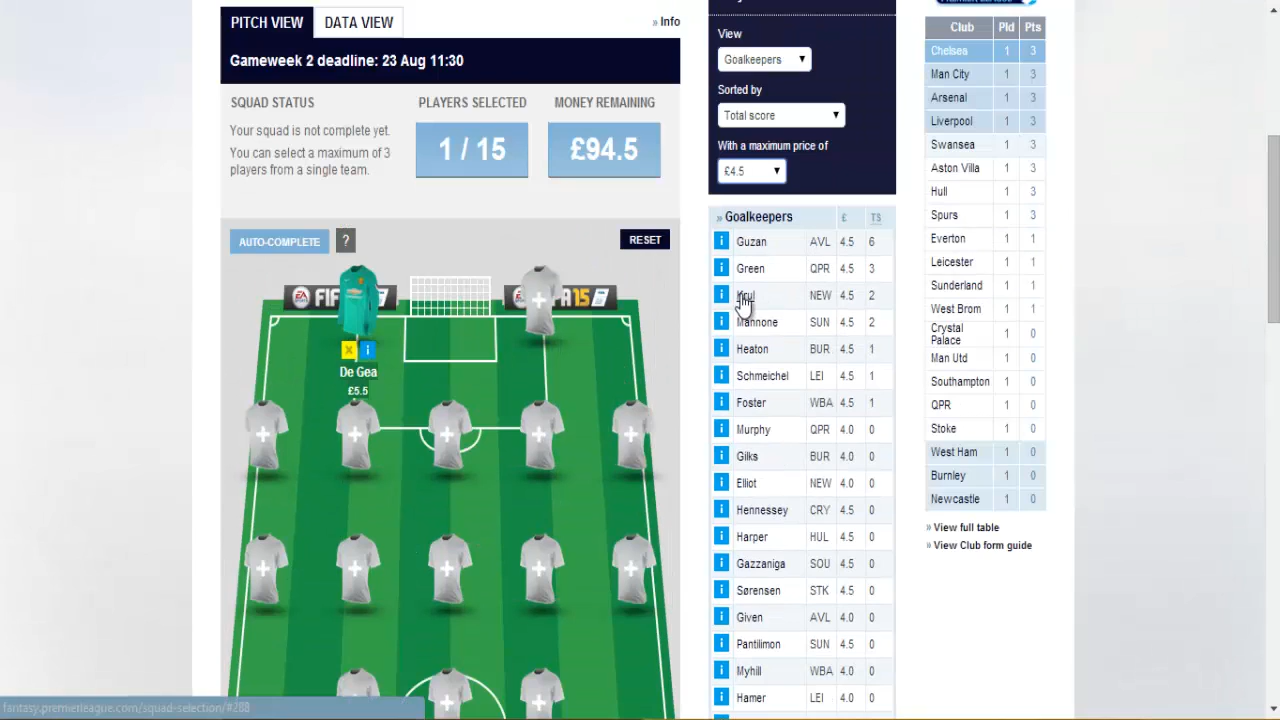 PITCH VIEW
DATA VIEW
» Info
Gameweek 2 deadline: 23 Aug 11:30
SQUAD STATUS
PLAYERS SELECTED
MONEY REMAINING
Your squad is not complete yet.
You can select a maximum of 3
players from a single team.
1 / 15
£94.5
AUTO-COMPLETE
?
RESET
EA SPORTS FIF
FA 15
x i
De Gea
£5.5
View
Goalkeepers
Sorted by
Total score
With a maximum price of
£4.5
» Goalkeepers £ TS
i Guzan AVL 4.5 6
i Green QPR 4.5 3
i Krul NEW 4.5 2
i Mannone SUN 4.5 2
i Heaton BUR 4.5 1
i Schmeichel LEI 4.5 1
i Foster WBA 4.5 1
i Murphy QPR 4.0 0
i Gilks BUR 4.0 0
i Elliot NEW 4.0 0
i Hennessey CRY 4.5 0
i Harper HUL 4.5 0
i Gazzaniga SOU 4.5 0
i Sørensen STK 4.5 0
i Given AVL 4.0 0
i Pantilimon SUN 4.5 0
i Myhill WBA 4.0 0
i Hamer LEI 4.0 0
Club Pld Pts
Chelsea 1 3
Man City 1 3
Arsenal 1 3
Liverpool 1 3
Swansea 1 3
Aston Villa 1 3
Hull 1 3
Spurs 1 3
Everton 1 1
Leicester 1 1
Sunderland 1 1
West Brom 1 1
Crystal
Palace 1 0
Man Utd 1 0
Southampton 1 0
QPR 1 0
Stoke 1 0
West Ham 1 0
Burnley 1 0
Newcastle 1 0
» View full table
» View Club form guide
fantasy.premierleague.com/squad-selection/#288